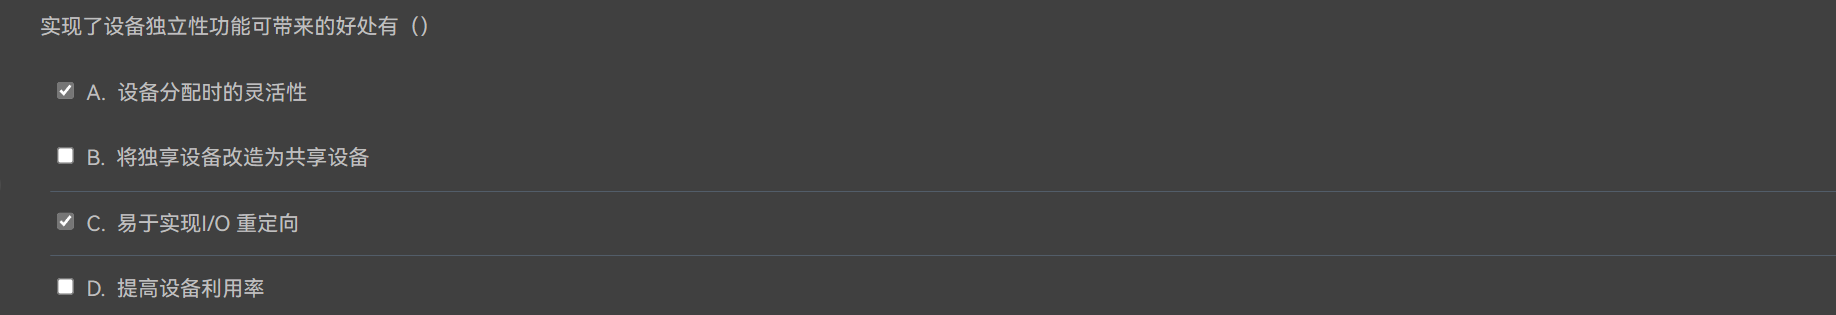 实现了设备独立性功能可带来的好处有（）
A. 设备分配时的灵活性
B. 将独享设备改造为共享设备
C. 易于实现I/O 重定向
D. 提高设备利用率